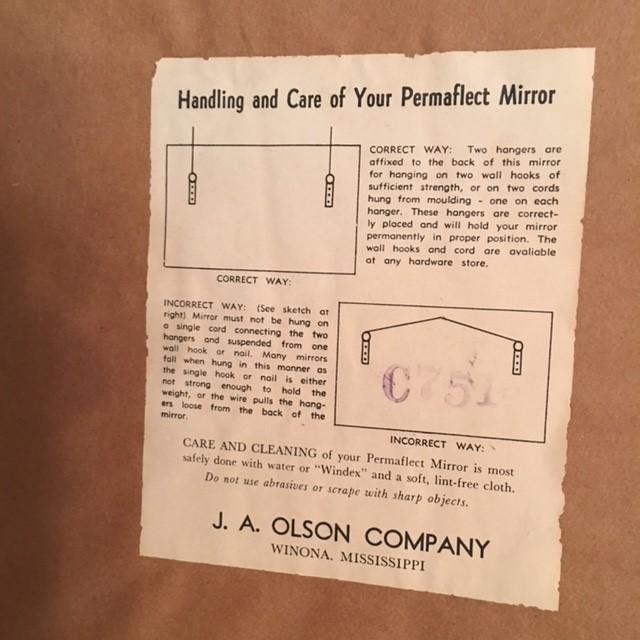 Handling and Care of Your Permaflect Mirror
CORRECT WAY: Two hangers are
affixed to the back of this mirror
for hanging on two wall hooks of
sufficient strength, or on two cords
hung from moulding - one on each
hanger. These hangers are correct-
ly placed and will hold your mirror
permanently in proper position. The
wall hooks and cord are avaliable
at any hardware store.
CORRECT WAY:
INCORRECT WAY: (See sketch at
right) Mirror must not be hung on
a single cord connecting the two
hangers and suspended from one
wall hook or nail. Many mirrors
fall when hung in this manner as
the single hook or nail is either
not strong enough to hold the
weight, or the wire pulls the hang-
ers loose from the back of the
mirror.
C751
INCORRECT WAY:
CARE AND CLEANING of your Permaflect Mirror is most
safely done with water or "Windex" and a soft, lint-free cloth.
Do not use abrasives or scrape with sharp objects.
J. A. OLSON COMPANY
WINONA, MISSISSIPPI